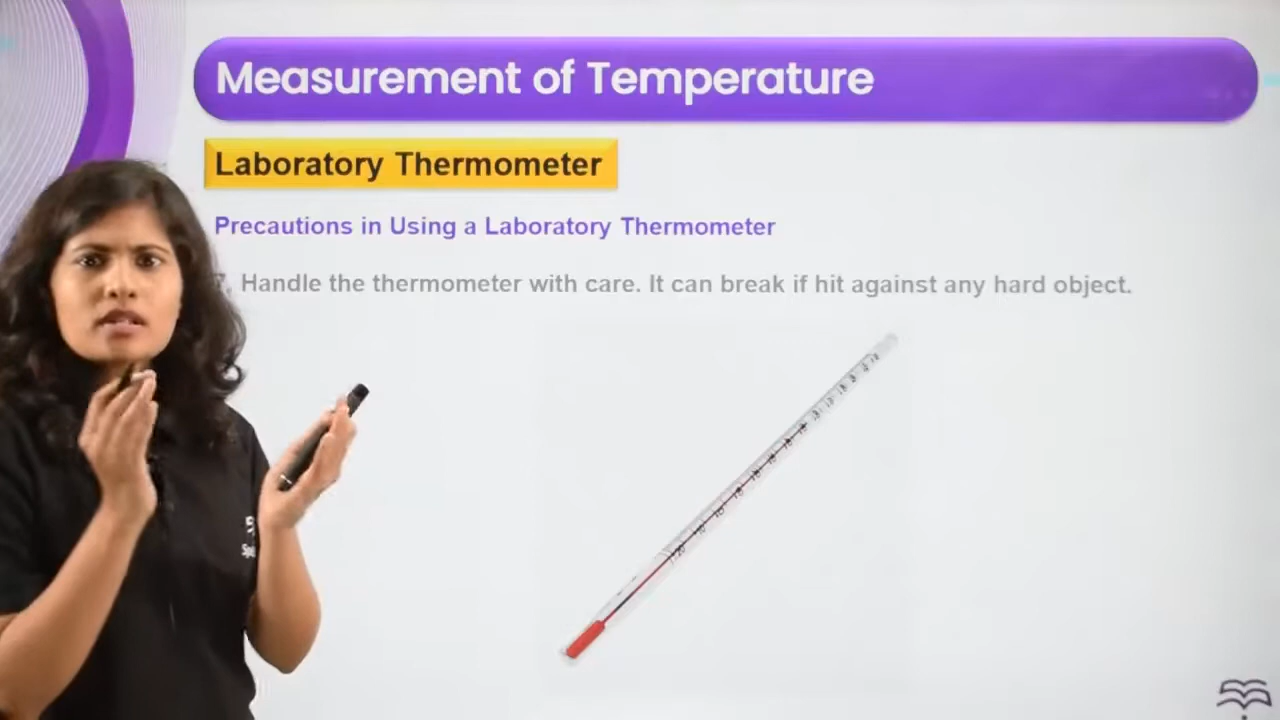 Measurement of Temperature
Laboratory Thermometer
Precautions in Using a Laboratory Thermometer
7. Handle the thermometer with care. It can break if hit against any hard object.